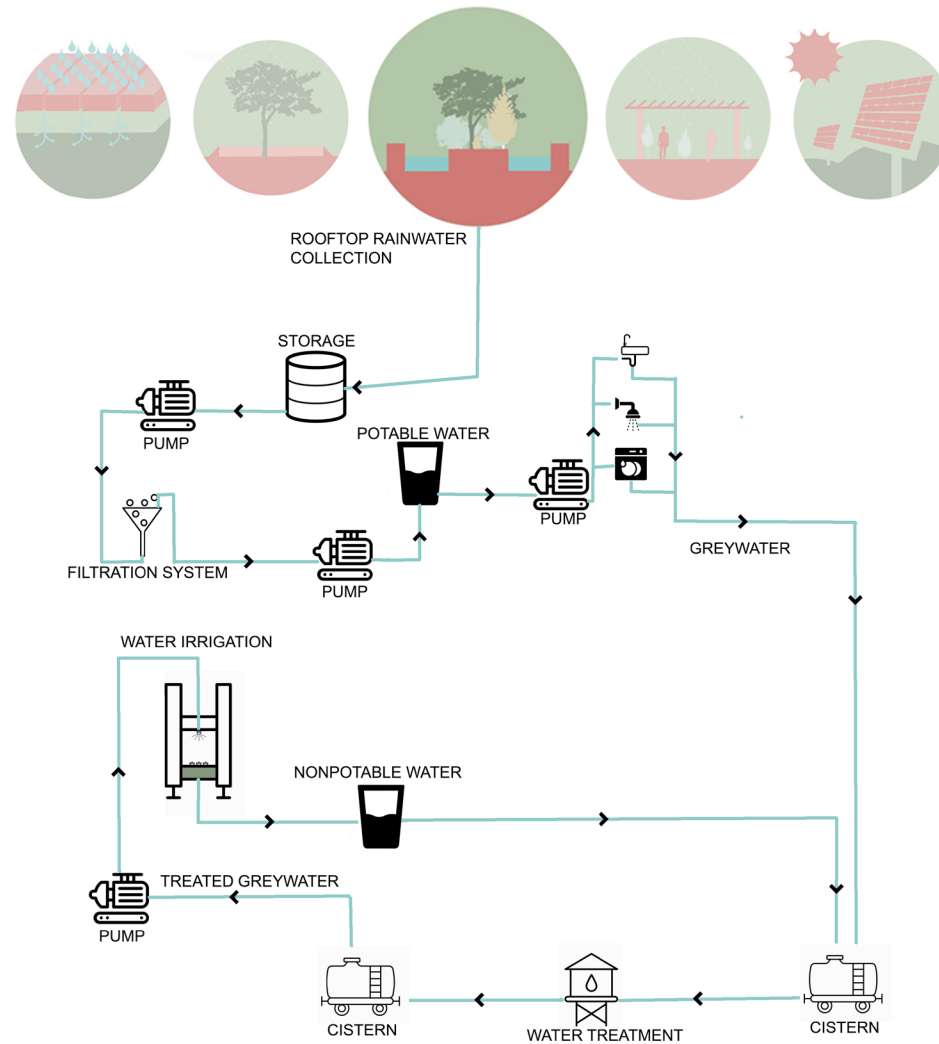 ROOFTOP RAINWATER
COLLECTION
STORAGE
PUMP
POTABLE WATER
PUMP
GREYWATER
FILTRATION SYSTEM
PUMP
WATER IRRIGATION
NONPOTABLE WATER
TREATED GREYWATER
PUMP
CISTERN
WATER TREATMENT
CISTERN